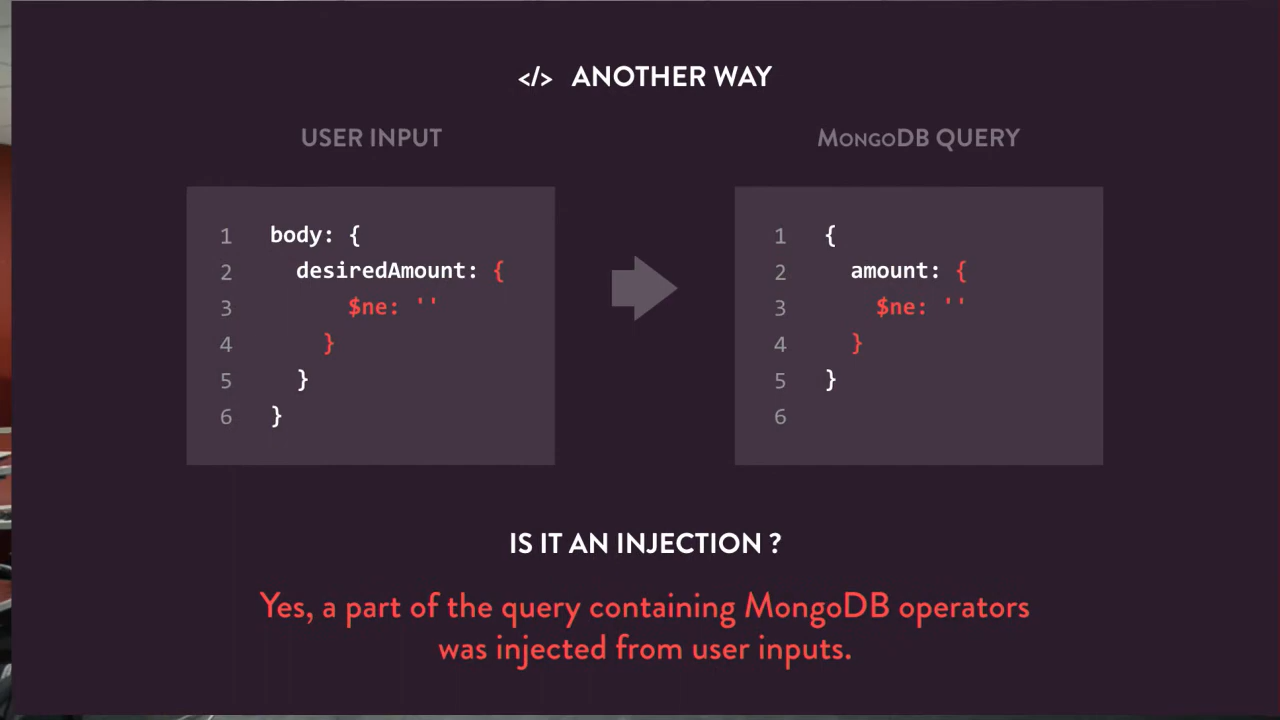 </> ANOTHER WAY
USER INPUT
MONGODB QUERY
1 body: {
2 desiredAmount: {
3 $ne: ''
4 }
5 }
6 }
1 {
2 amount: {
3 $ne: ''
4 }
5 }
6
IS IT AN INJECTION ?
Yes, a part of the query containing MongoDB operators
was injected from user inputs.